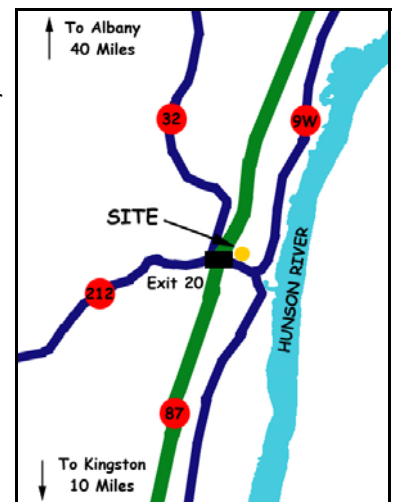 To Albany
40 Miles
32
9W
SITE
HUNSON RIVER
Exit 20
212
87
To Kingston
10 Miles